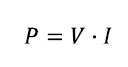 P = V · I